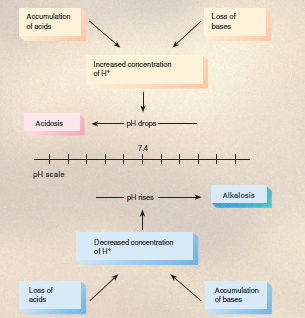 Accumulation
of acids
Loss of
bases
Increased concentration
of H+
Acidosis
pH drops
7.4
pH scale
pH rises
Alkalosis
Decreased concentration
of H+
Loss of
acids
Accumulation
of bases